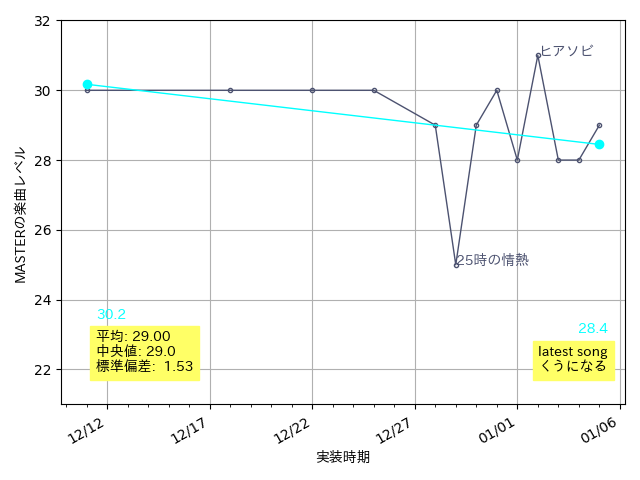 32
30
28
26
24
22
MASTERの楽曲レベル
ヒアソビ
25時の情熱
30.2
平均: 29.00
中央値: 29.0
標準偏差: 1.53
28.4
latest song
くうになる
12/12
12/17
12/22
12/27
01/01
01/06
実装時期